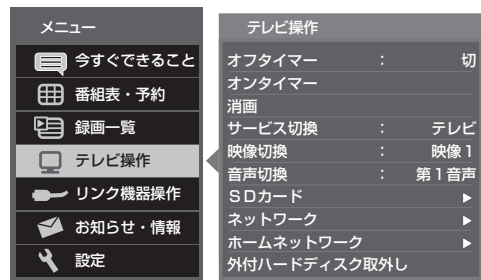 メニュー
今すぐできること
番組表・予約
録画一覧
テレビ操作
リンク機器操作
お知らせ・情報
設定
テレビ操作
オフタイマー : 切
オンタイマー
消画
サービス切換 : テレビ
映像切換 : 映像1
音声切換 : 第1音声
SDカード
ネットワーク
ホームネットワーク
外付ハードディスク取外し